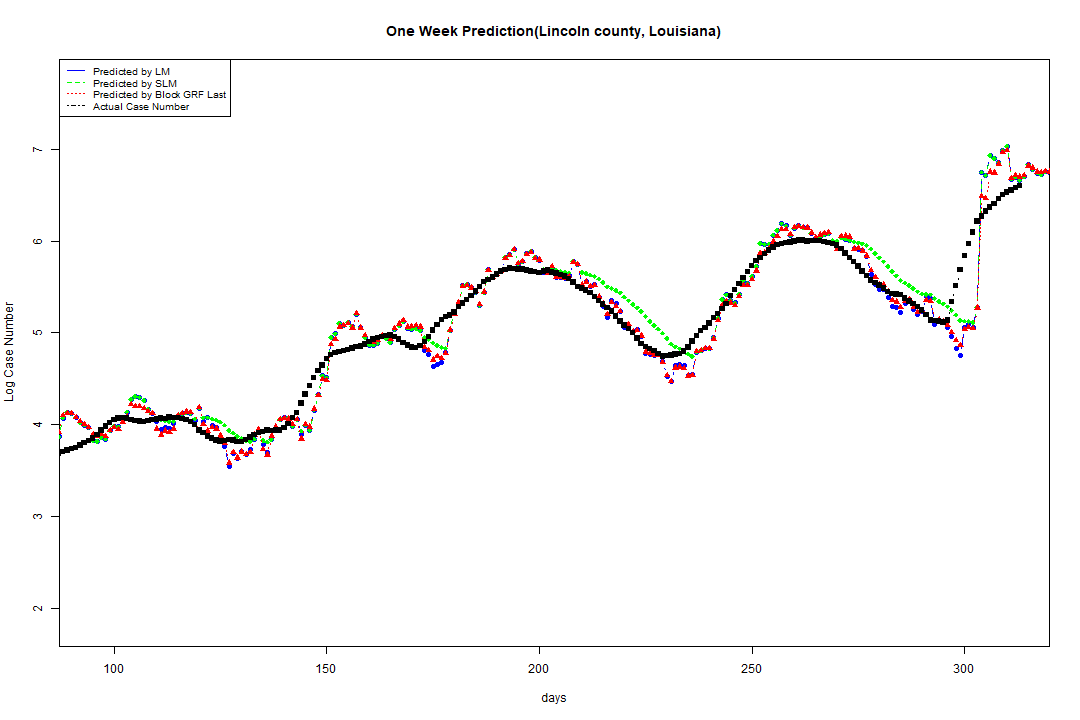 One Week Prediction(Lincoln county, Louisiana)
Predicted by LM
Predicted by SLM
Predicted by Block GRF Last
Actual Case Number
Log Case Number
7
6
5
4
3
2
100 150 200 250 300
days